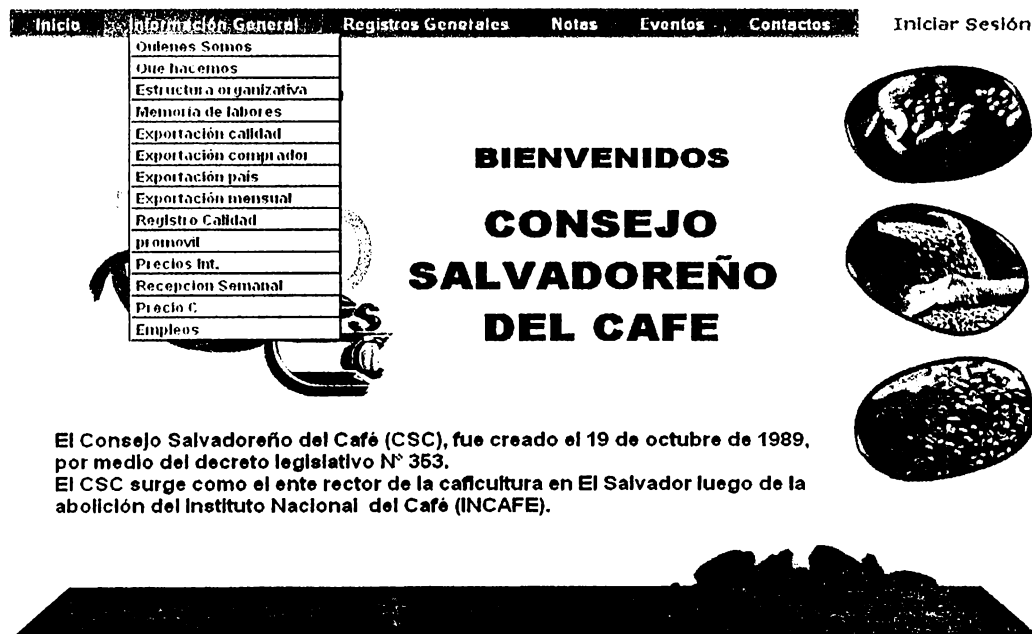 Inicio Información General Registros Generales Notas Eventos Contactos Iniciar Sesión
Quienes Somos
Que hacemos
Estructura organizativa
Memoria de labores
Exportación calidad
Exportación comprador
Exportación país
Exportación mensual
Registro Calidad
promovil
Precios Int.
Recepcion Semanal
Precio C
Empleos
BIENVENIDOS
CONSEJO
SALVADOREÑO
DEL CAFE
El Consejo Salvadoreño del Café (CSC), fue creado el 19 de octubre de 1989,
por medio del decreto legislativo N° 353.
El CSC surge como el ente rector de la caficultura en El Salvador luego de la
abolición del Instituto Nacional del Café (INCAFE).